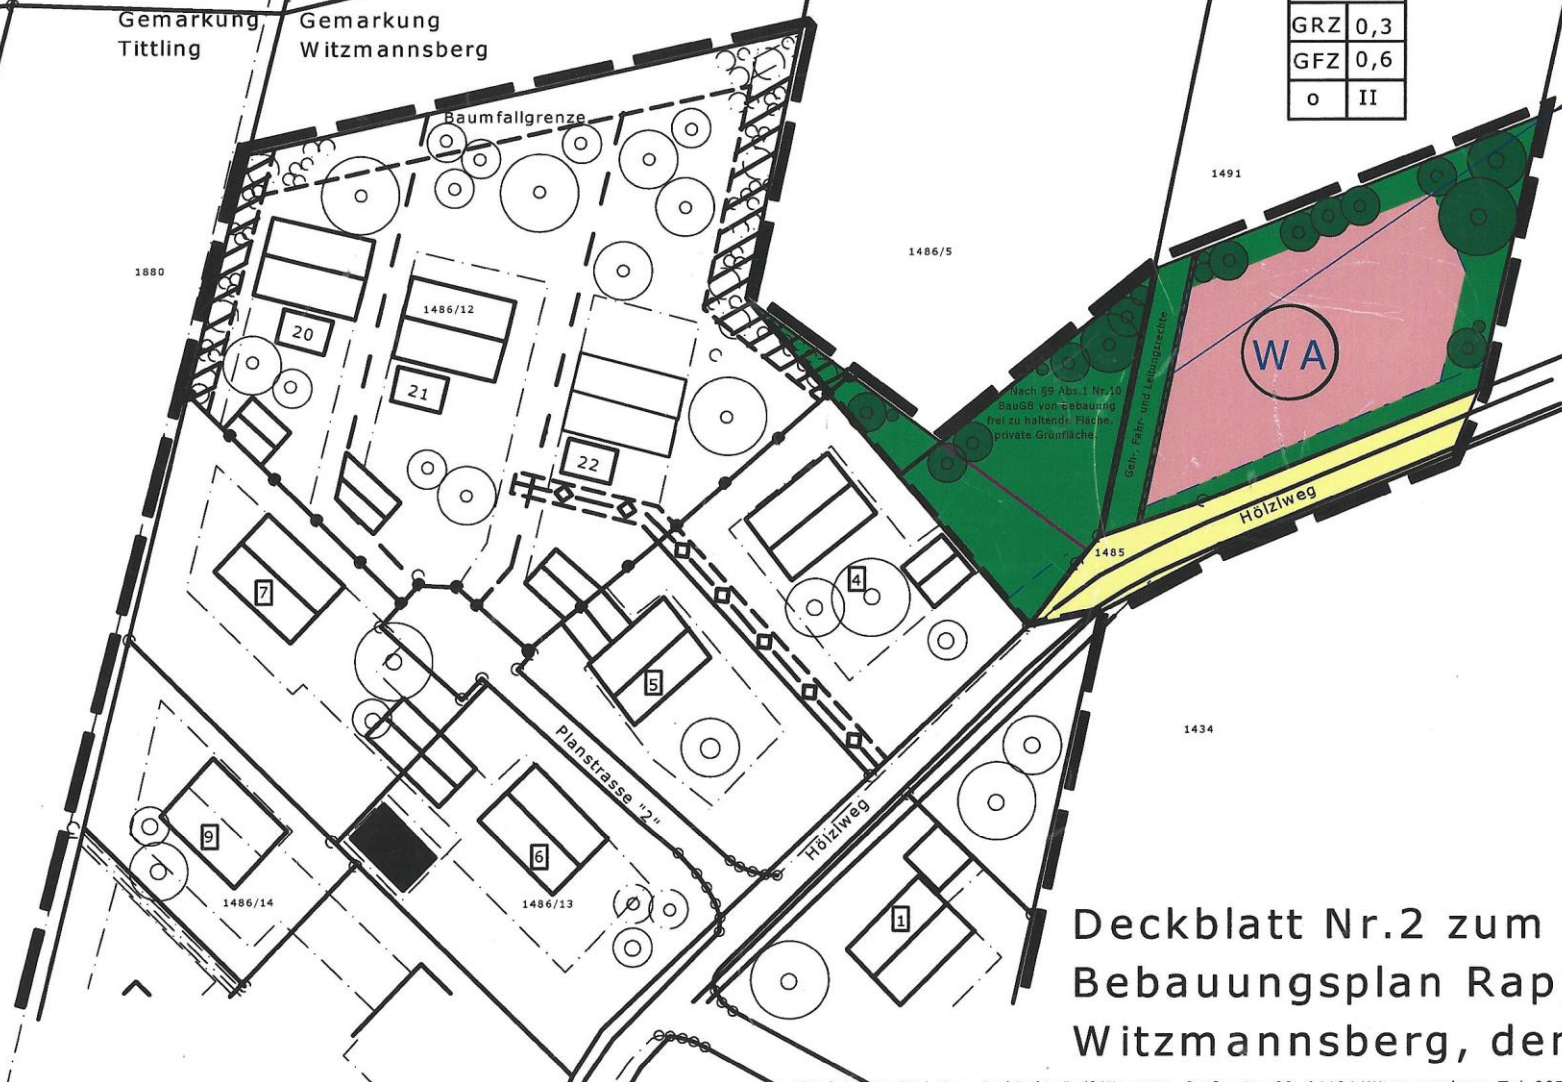 Gemarkung
Tittling
Gemarkung
Witzmannsberg
GRZ 0,3
GFZ 0,6
o II
Baumfallgrenze
1491
1486/5
1880
1486/12
20
21
22
WA
Geh-, Fahr- und Leitungsrechte
Nach §9 Abs.1 Nr.10
BauGB von Bebauung
frei zu haltende Fläche.
private Grünfläche.
Hölzlweg
1485
7
4
5
Planstrasse "2"
1434
Hölzlweg
9
6
1486/14
1486/13
1
Deckblatt Nr.2 zum
Bebauungsplan Rap
Witzmannsberg, der